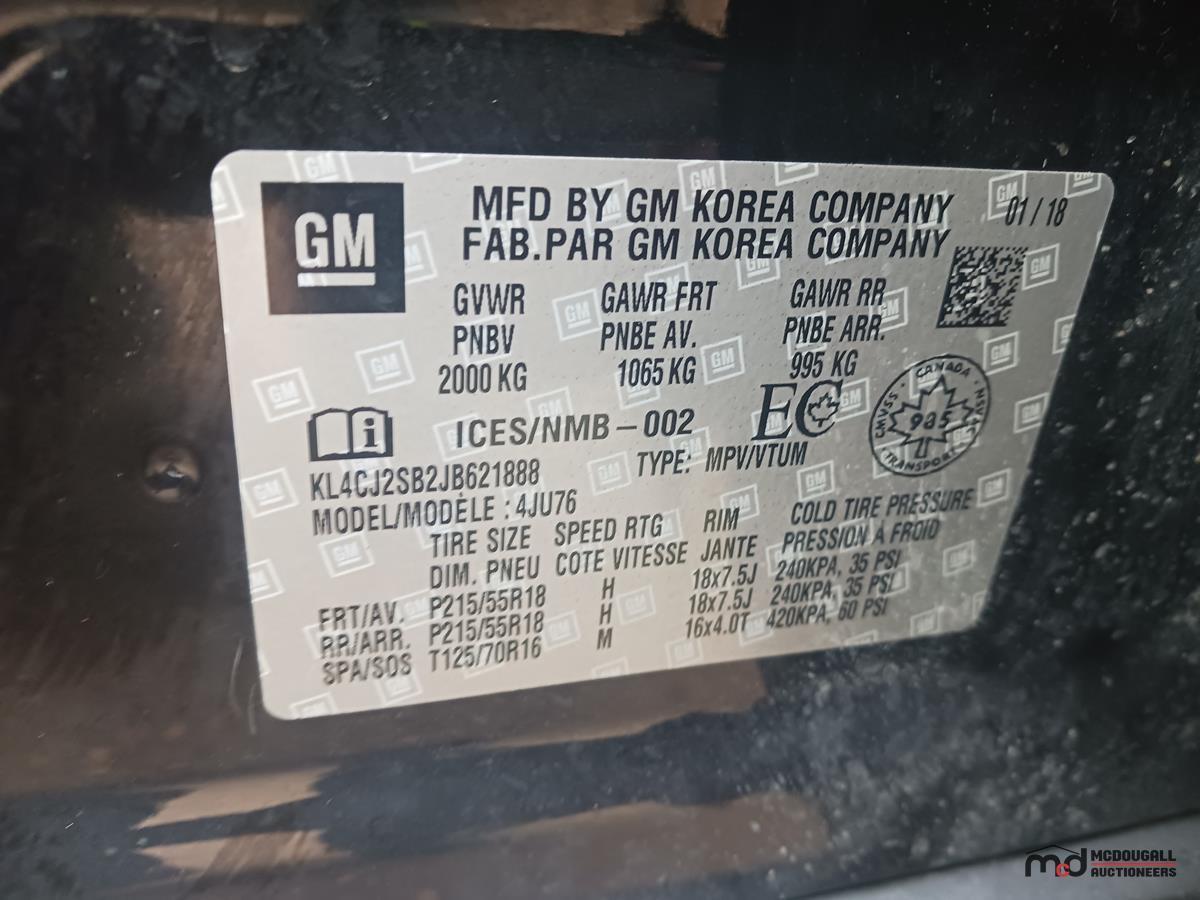 GM
MFD BY GM KOREA COMPANY 01/18
FAB.PAR GM KOREA COMPANY
GVWR GAWR FRT GAWR RR
PNBV PNBE AV. PNBE ARR.
2000 KG 1065 KG 995 KG
ICES/NMB-002 EC
CANADA
CMVSS 985 NVSAC
TRANSPORT
KL4CJ2SB2JB621888 TYPE: MPV/VTUM
MODEL/MODÈLE : 4JU76
TIRE SIZE SPEED RTG RIM COLD TIRE PRESSURE
DIM. PNEU COTE VITESSE JANTE PRESSION À FROID
FRT/AV. P215/55R18 H 18x7.5J 240KPA, 35 PSI
RR/ARR. P215/55R18 H 18x7.5J 240KPA, 35 PSI
SPA/SOS T125/70R16 M 16x4.0T 420KPA, 60 PSI
mcd MCDOUGALL
AUCTIONEERS